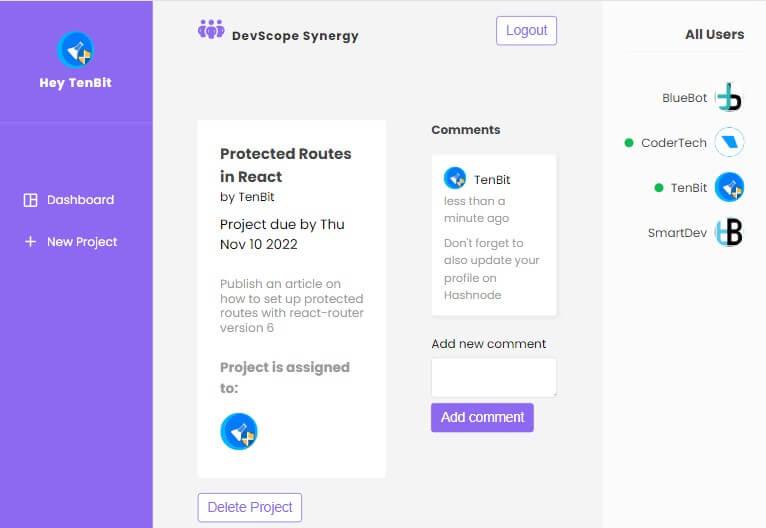 Hey TenBit
Dashboard
New Project
DevScope Synergy
Logout
Protected Routes
in React
by TenBit
Project due by Thu
Nov 10 2022
Publish an article on
how to set up protected
routes with react-router
version 6
Project is assigned
to:
Delete Project
Comments
TenBit
less than a
minute ago
Don't forget to
also update your
profile on
Hashnode
Add new comment
Add comment
All Users
BlueBot
CoderTech
TenBit
SmartDev